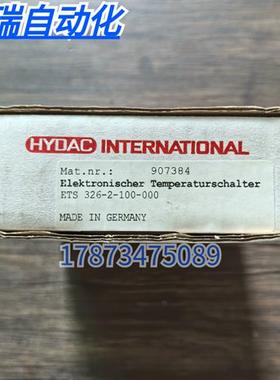 瑞自动化
HYDAC INTERNATIONAL
Mat.nr.: 907384
Elektronischer Temperaturschalter
ETS 326-2-100-000
MADE IN GERMANY
17873475089